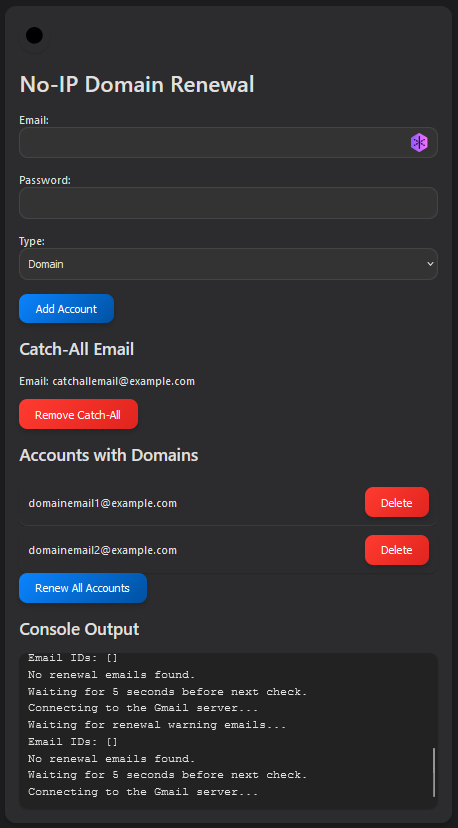 No-IP Domain Renewal
Email:
Password:
Type:
Domain
Add Account
Catch-All Email
Email: catchallemail@example.com
Remove Catch-All
Accounts with Domains
domainemail1@example.com
Delete
domainemail2@example.com
Delete
Renew All Accounts
Console Output
Email IDs: []
No renewal emails found.
Waiting for 5 seconds before next check.
Connecting to the Gmail server...
Waiting for renewal warning emails...
Email IDs: []
No renewal emails found.
Waiting for 5 seconds before next check.
Connecting to the Gmail server...